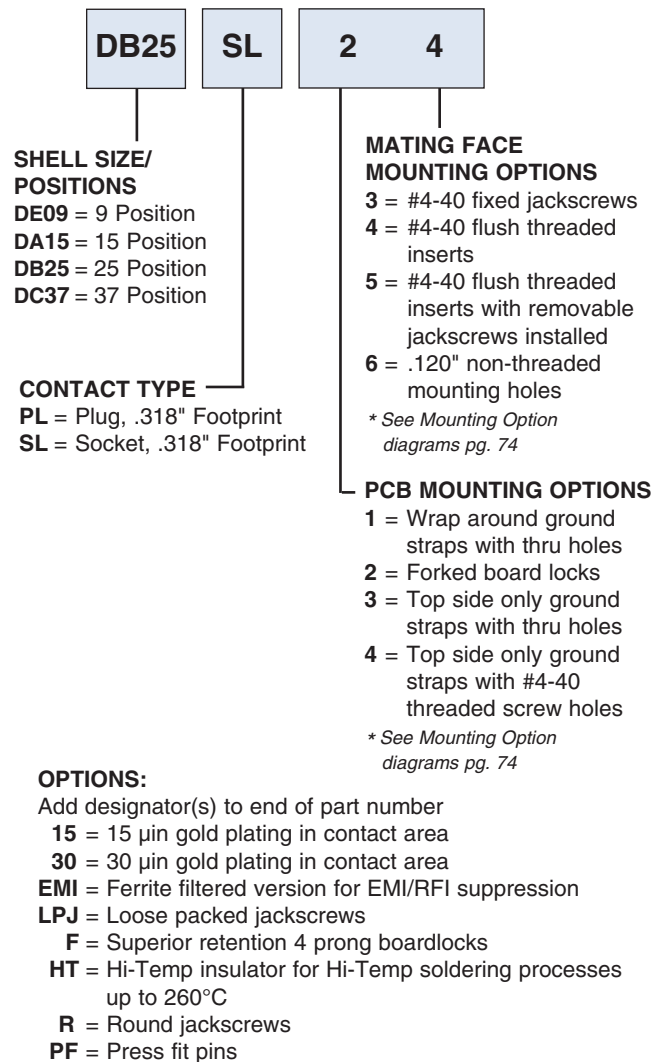 DB25 SL 2 4
SHELL SIZE/
POSITIONS
DE09 = 9 Position
DA15 = 15 Position
DB25 = 25 Position
DC37 = 37 Position
CONTACT TYPE
PL = Plug, .318" Footprint
SL = Socket, .318" Footprint
MATING FACE
MOUNTING OPTIONS
3 = #4-40 fixed jackscrews
4 = #4-40 flush threaded
inserts
5 = #4-40 flush threaded
inserts with removable
jackscrews installed
6 = .120" non-threaded
mounting holes
* See Mounting Option
diagrams pg. 74
PCB MOUNTING OPTIONS
1 = Wrap around ground
straps with thru holes
2 = Forked board locks
3 = Top side only ground
straps with thru holes
4 = Top side only ground
straps with #4-40
threaded screw holes
* See Mounting Option
diagrams pg. 74
OPTIONS:
Add designator(s) to end of part number
15 = 15 µin gold plating in contact area
30 = 30 µin gold plating in contact area
EMI = Ferrite filtered version for EMI/RFI suppression
LPJ = Loose packed jackscrews
F = Superior retention 4 prong boardlocks
HT = Hi-Temp insulator for Hi-Temp soldering processes
up to 260°C
R = Round jackscrews
PF = Press fit pins